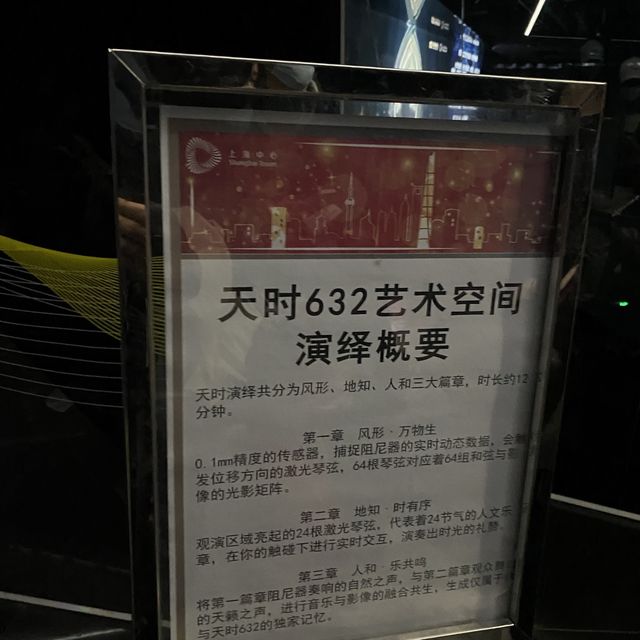 上海中心
天时632艺术空间
演绎概要
天时演绎共分为风形、地知、人和三大篇章，时长约12
分钟。
第一章 风形·万物生
0.1mm精度的传感器，捕捉阻尼器的实时动态数据，会触
发位移方向的激光琴弦，64根琴弦对应着64组和弦与影
像的光影矩阵。
第二章 地知·时有序
观演区域亮起的24根激光琴弦，代表着24节气的人文乐
章，在你的触碰下进行实时交互，演奏出时光的礼赞。
第三章 人和·乐共鸣
将第一篇章阻尼器奏响的自然之声，与第二篇章观众舞
的天籁之声，进行音乐与影像的融合共生，生成仅属于
与天时632的独家记忆。